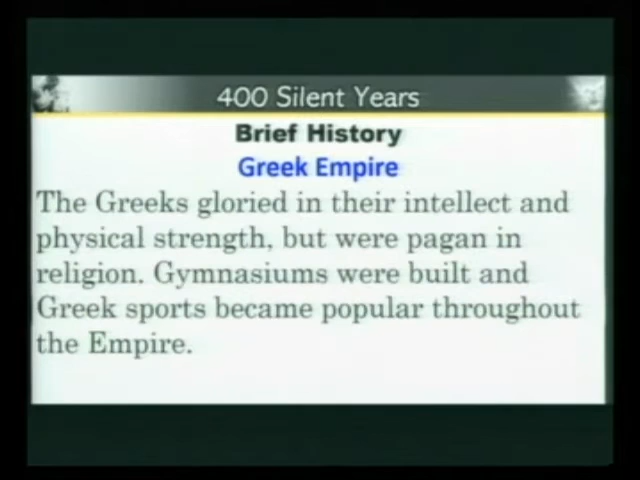 400 Silent Years
Brief History
Greek Empire
The Greeks gloried in their intellect and
physical strength, but were pagan in
religion. Gymnasiums were built and
Greek sports became popular throughout
the Empire.